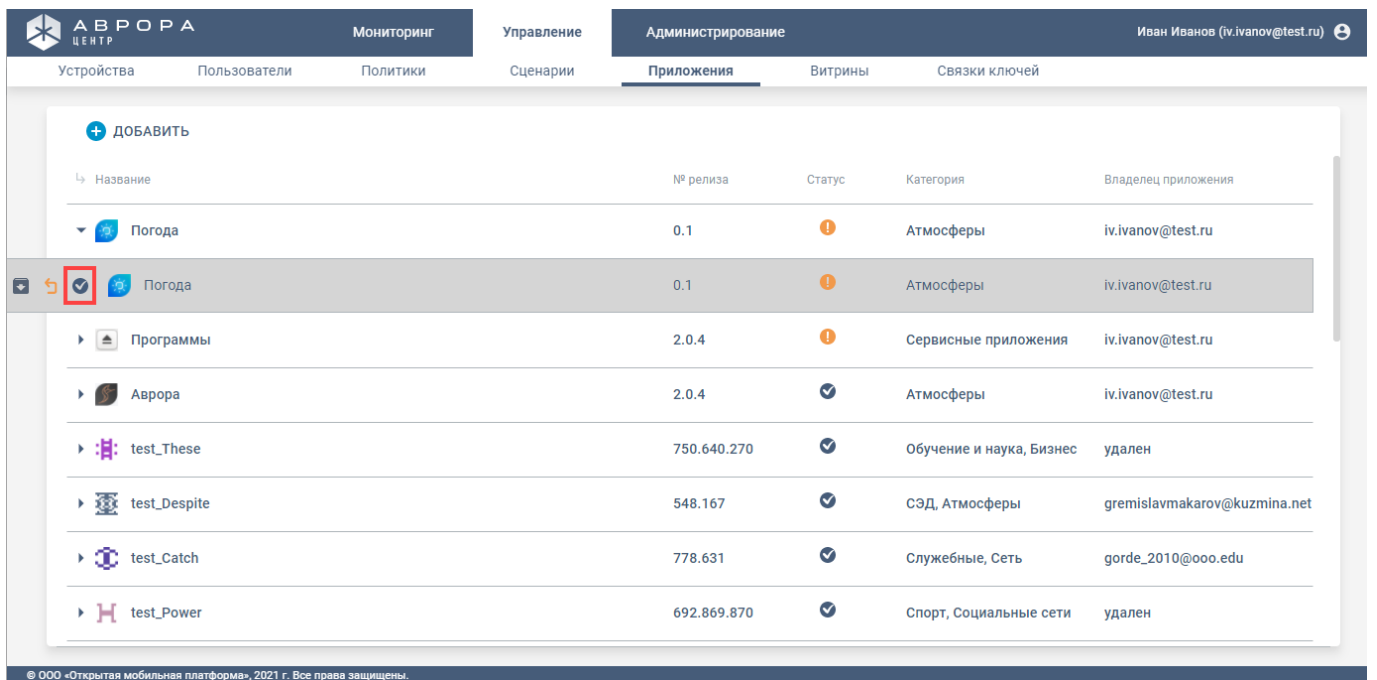 АВРОРА
ЦЕНТР
Мониторинг Управление Администрирование Иван Иванов (iv.ivanov@test.ru)
Устройства Пользователи Политики Сценарии Приложения Витрины Связки ключей
ДОБАВИТЬ
Название № релиза Статус Категория Владелец приложения
Погода 0.1 Атмосферы iv.ivanov@test.ru
Погода 0.1 Атмосферы iv.ivanov@test.ru
Программы 2.0.4 Сервисные приложения iv.ivanov@test.ru
Аврора 2.0.4 Атмосферы iv.ivanov@test.ru
test_These 750.640.270 Обучение и наука, Бизнес удален
test_Despite 548.167 СЭД, Атмосферы gremislavmakarov@kuzmina.net
test_Catch 778.631 Служебные, Сеть gorde_2010@ooo.edu
test_Power 692.869.870 Спорт, Социальные сети удален
© ООО «Открытая мобильная платформа», 2021 г. Все права защищены.